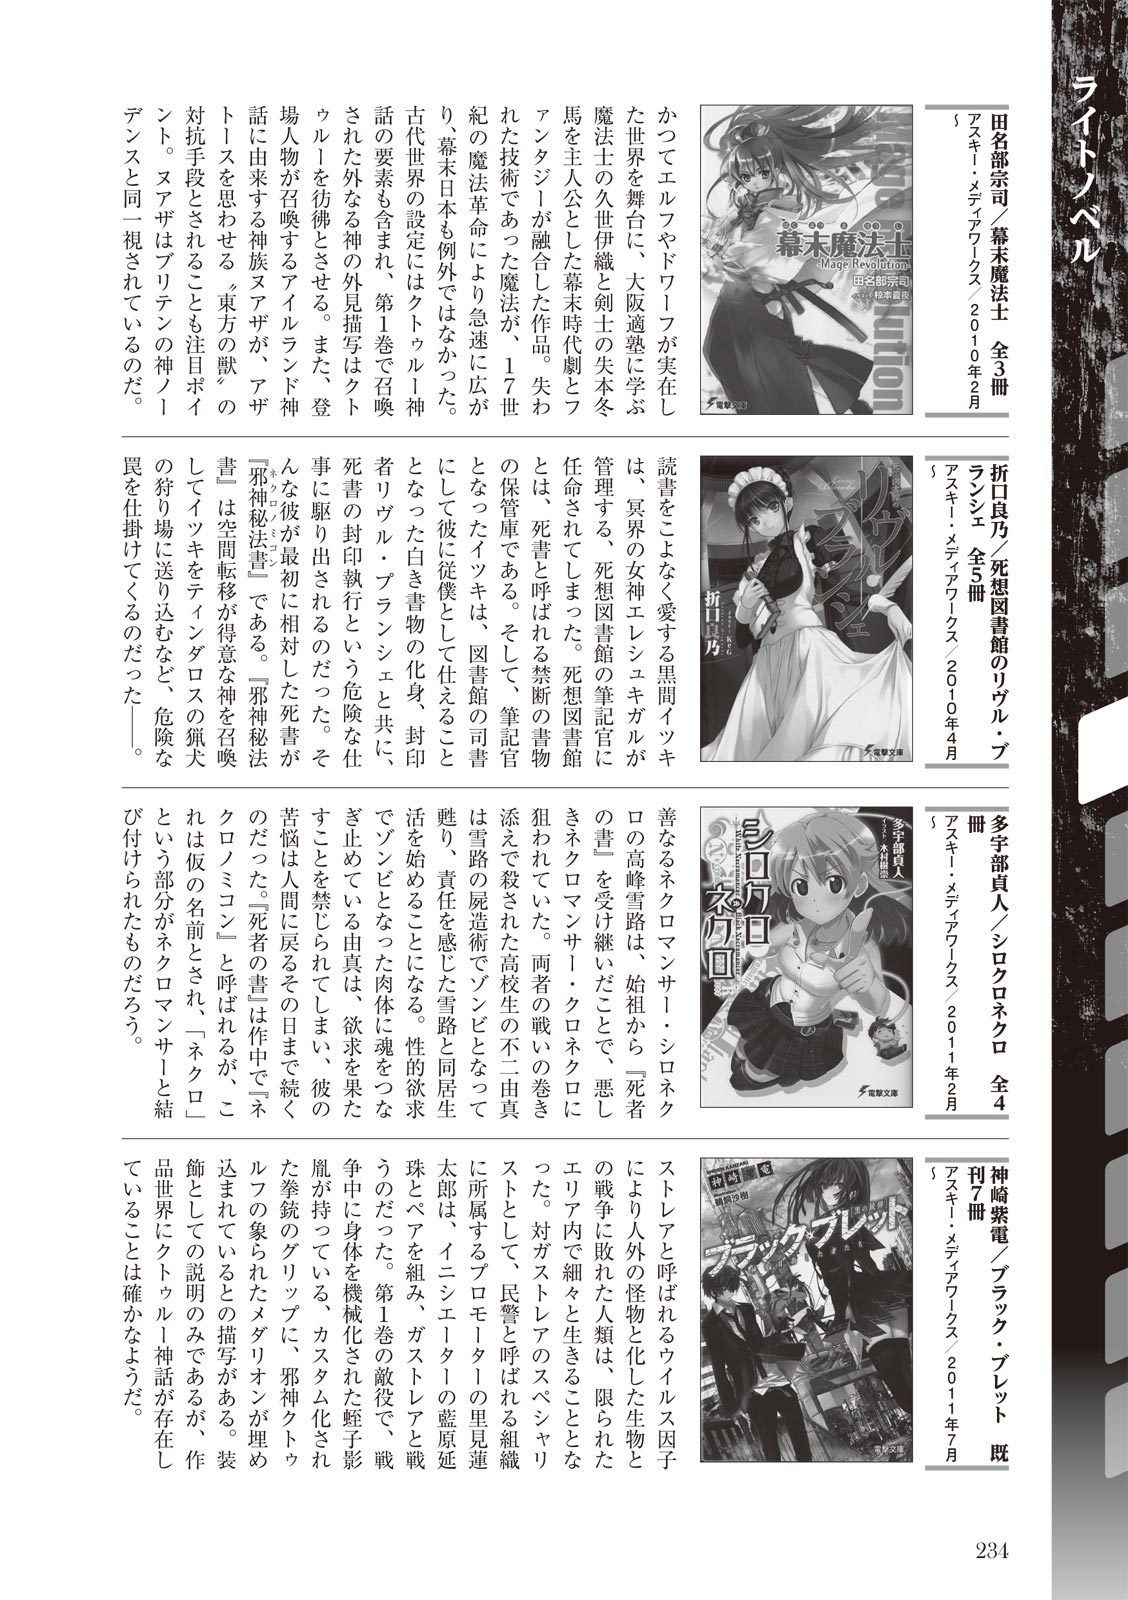 ライトノベル
田名部宗司／幕末魔法士　全3冊
アスキー・メディアワークス／2010年2月
～
幕末魔法士
-Mage Revolution-
田名部宗司
イラスト／椋本夏夜
電撃文庫
かつてエルフやドワーフが実在し
た世界を舞台に、大阪適塾に学ぶ
魔法士の久世伊織と剣士の失本冬
馬を主人公とした幕末時代劇とフ
ァンタジーが融合した作品。失わ
れた技術であった魔法が、17世
紀の魔法革命により急速に広が
り、幕末日本も例外ではなかった。
古代世界の設定にはクトゥルー神
話の要素も含まれ、第1巻で召喚
された外なる神の外見描写はクト
ゥルーを彷彿とさせる。また、登
場人物が召喚するアイルランド神
話に由来する神族ヌアザが、アザ
トースを思わせる〝東方の獣〟の
対抗手段とされることも注目ポイ
ント。ヌアザはブリテンの神ノー
デンスと同一視されているのだ。
折口良乃／死想図書館のリヴル・ブ
ランシェ　全5冊
アスキー・メディアワークス／2010年4月
～
リヴル・
ブランシェ
折口良乃
イラスト KeG
電撃文庫
読書をこよなく愛する黒間イツキ
は、冥界の女神エレシュキガルが
管理する、死想図書館の筆記官に
任命されてしまった。死想図書館
とは、死書と呼ばれる禁断の書物
の保管庫である。そして、筆記官
となったイツキは、図書館の司書
にして彼に従僕として仕えること
となった白き書物の化身、封印
者リヴル・ブランシェと共に、
死書の封印執行という危険な仕
事に駆り出されるのだった。そ
んな彼が最初に相対した死書が
『邪神秘法書』である。『邪神秘法
ネクロノミコン
書』は空間転移が得意な神を召喚
してイツキをティンダロスの猟犬
の狩り場に送り込むなど、危険な
罠を仕掛けてくるのだった――。
多宇部貞人／シロクロネクロ　全4
冊
アスキー・メディアワークス／2011年2月
～
シロクロ
ネクロ
White Necromancer & Black Necromancer
多宇部貞人
イラスト 木村樹崇
電撃文庫
善なるネクロマンサー・シロネク
ロの高峰雪路は、始祖から『死者
の書』を受け継いだことで、悪し
きネクロマンサー・クロネクロに
狙われていた。両者の戦いの巻き
添えで殺された高校生の不二由真
は雪路の屍造術でゾンビとなって
甦り、責任を感じた雪路と同居生
活を始めることになる。性的欲求
でゾンビとなった肉体に魂をつな
ぎ止めている由真は、欲求を果た
すことを禁じられてしまい、彼の
苦悩は人間に戻るその日まで続く
のだった。『死者の書』は作中で『ネ
クロノミコン』と呼ばれるが、こ
れは仮の名前とされ、「ネクロ」
という部分がネクロマンサーと結
び付けられたものだろう。
神崎紫電／ブラック・ブレット　既
刊7冊
アスキー・メディアワークス／2011年7月
～
SHIDEN KANZAKI
神崎紫電
鵜飼沙樹
ブラック・ブレット
電撃文庫
ストレアと呼ばれるウイルス因子
により人外の怪物と化した生物と
の戦争に敗れた人類は、限られた
エリア内で細々と生きることとな
った。対ガストレアのスペシャリ
ストとして、民警と呼ばれる組織
に所属するプロモーターの里見蓮
太郎は、イニシエーターの藍原延
珠とペアを組み、ガストレアと戦
うのだった。第1巻の敵役で、戦
争中に身体を機械化された蛭子影
胤が持っている、カスタム化され
た拳銃のグリップに、邪神クトゥ
ルフの象られたメダリオンが埋め
込まれているとの描写がある。装
飾としての説明のみであるが、作
品世界にクトゥルー神話が存在し
ていることは確かなようだ。
234